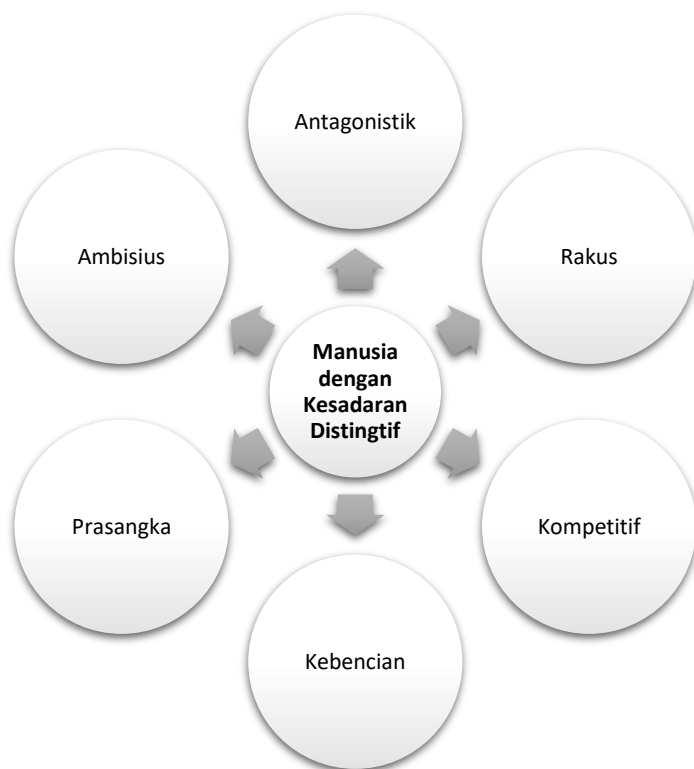 Antagonistik
Ambisius
Rakus
Manusia
dengan
Kesadaran
Distingtif
Prasangka
Kompetitif
Kebencian